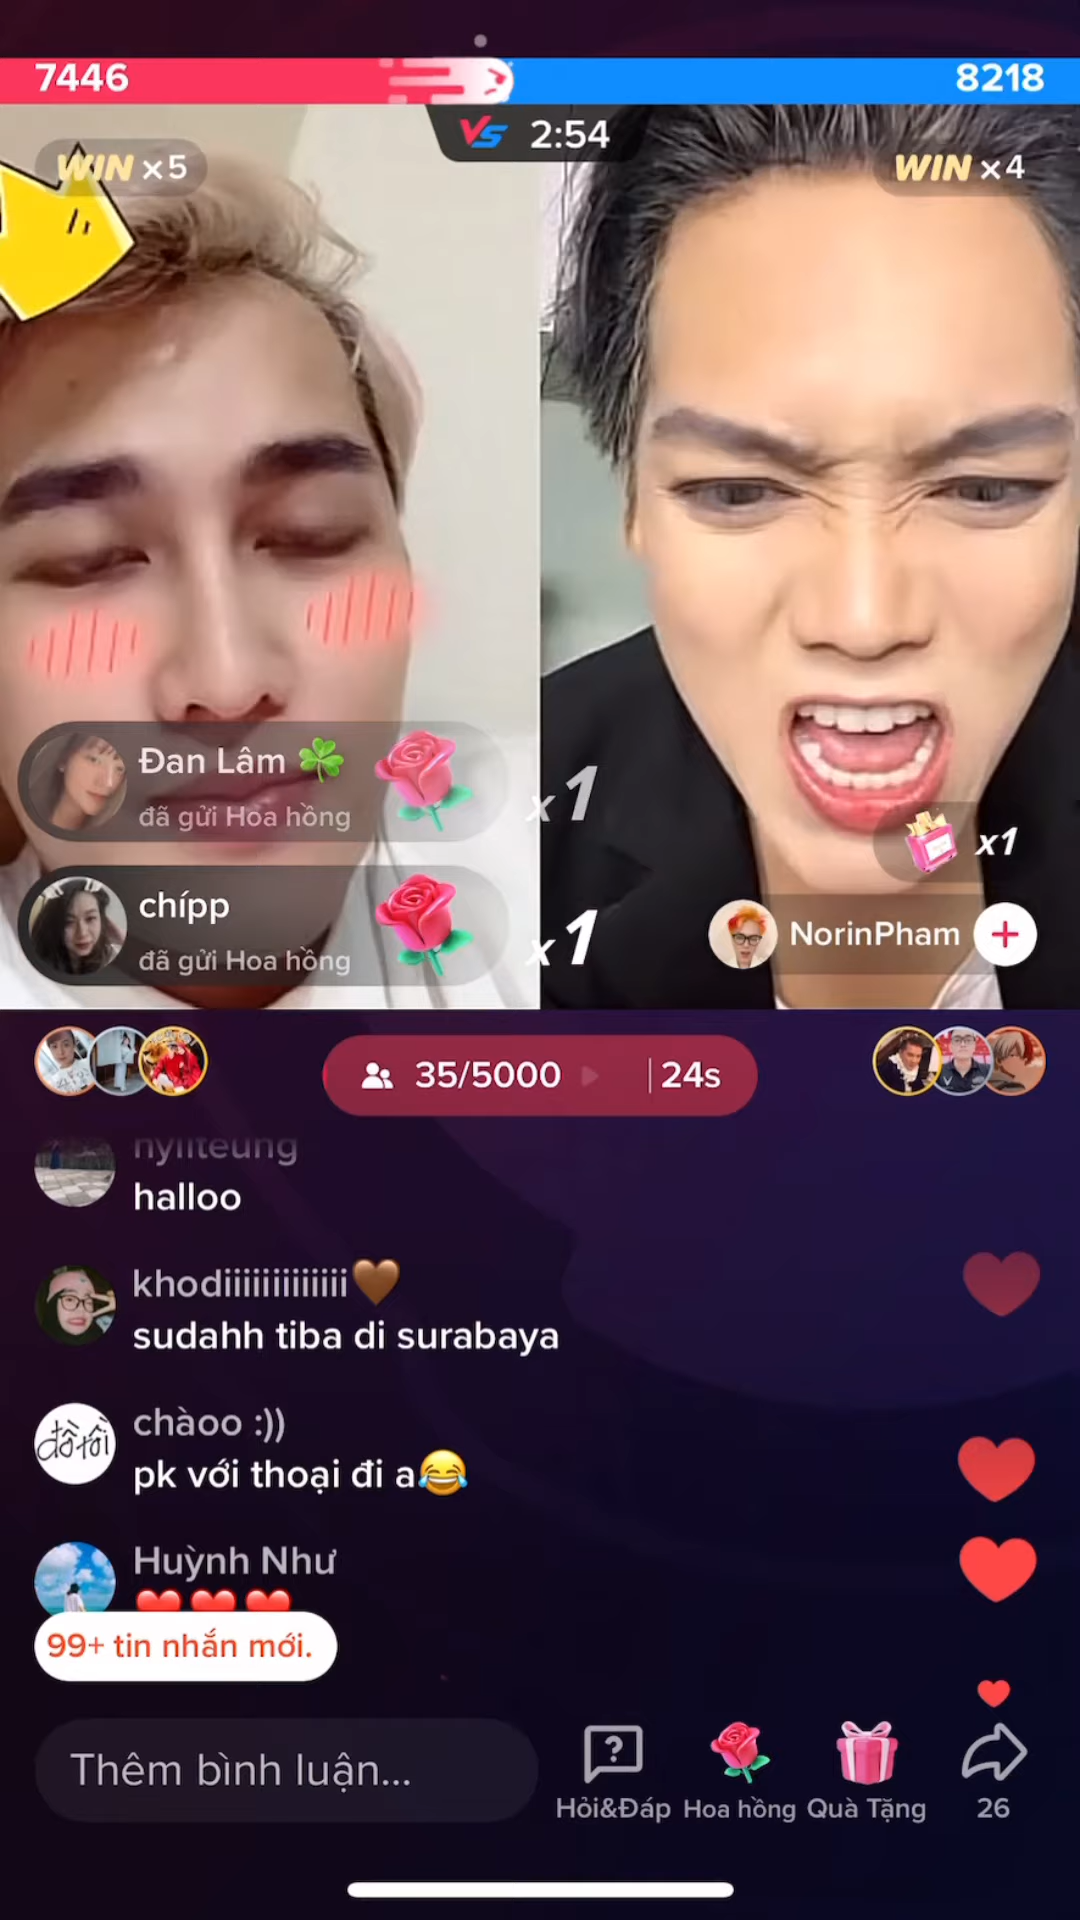 7446
8218
VS 2:54
WIN x5
WIN x4
Đan Lâm
đã gửi Hoa hồng
x1
x1
chípp
đã gửi Hoa hồng
x1
NorinPham
35/5000
24s
halloo
khodiiiiiiiiiiiiii
sudahh tiba di surabaya
đôtôi
chàoo :))
pk với thoại đi a
Huỳnh Như
99+ tin nhắn mới.
Thêm bình luận...
Hỏi&Đáp
Hoa hồng
Quà Tặng
26